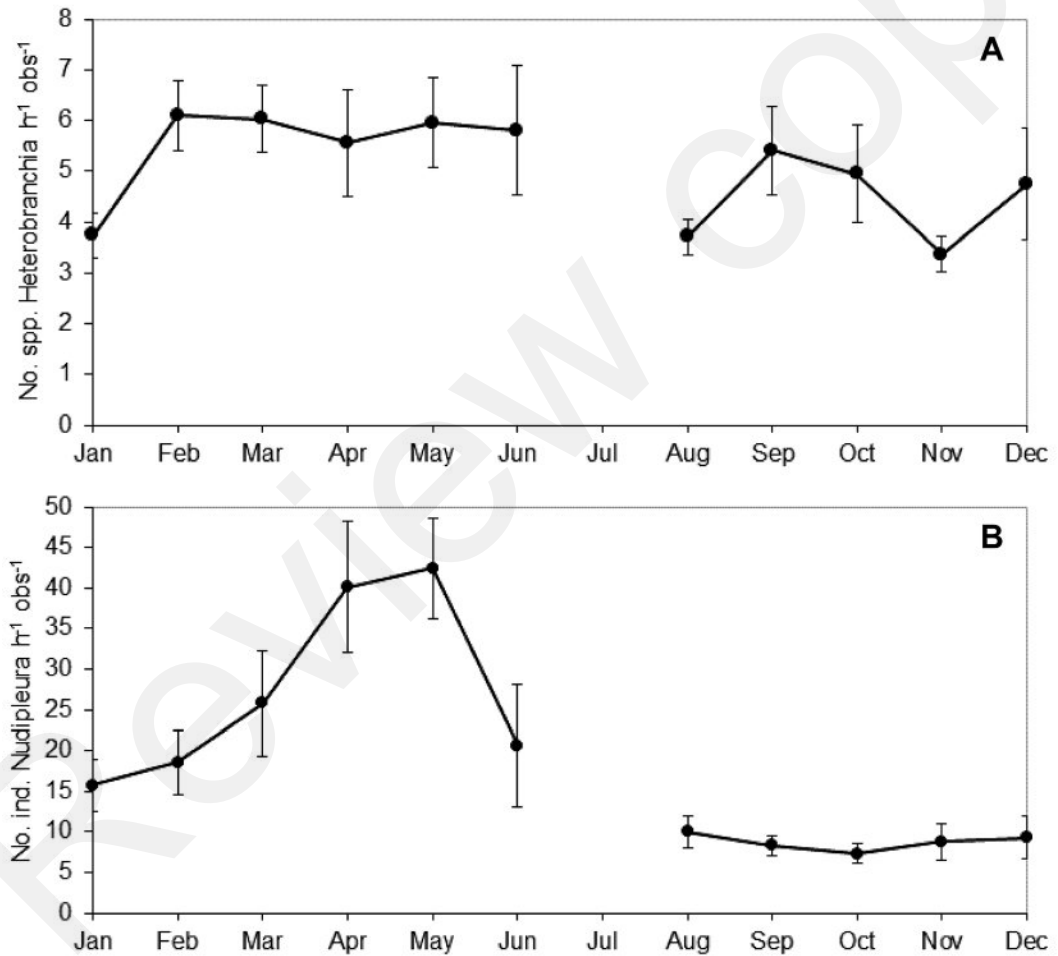 8
7
6
5
4
3
2
1
0
No. spp. Heterobranchia h⁻¹ obs⁻¹
A
Jan Feb Mar Apr May Jun Jul Aug Sep Oct Nov Dec
50
45
40
35
30
25
20
15
10
5
0
No. ind. Nudipleura h⁻¹ obs⁻¹
B
Jan Feb Mar Apr May Jun Jul Aug Sep Oct Nov Dec
Review cop